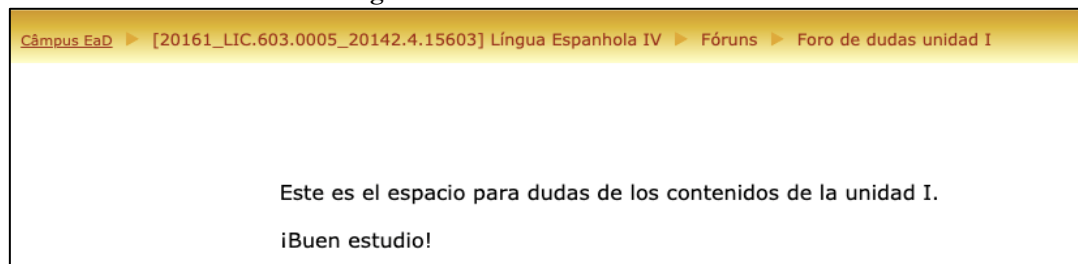 Câmpus EaD ► [20161_LIC.603.0005_20142.4.15603] Língua Espanhola IV ► Fóruns ► Foro de dudas unidad I
Este es el espacio para dudas de los contenidos de la unidad I.
¡Buen estudio!